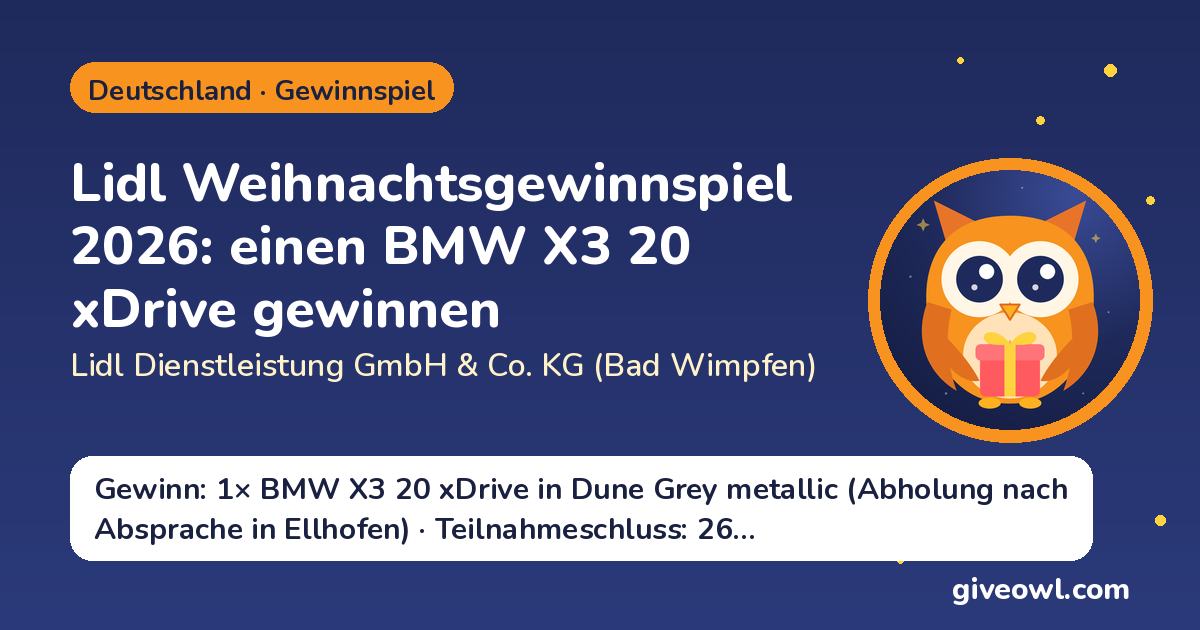 Deutschland · Gewinnspiel
Lidl Weihnachtsgewinnspiel
2026: einen BMW X3 20
xDrive gewinnen
Lidl Dienstleistung GmbH & Co. KG (Bad Wimpfen)
Gewinn: 1× BMW X3 20 xDrive in Dune Grey metallic (Abholung nach
Absprache in Ellhofen) · Teilnahmeschluss: 26...
giveowl.com